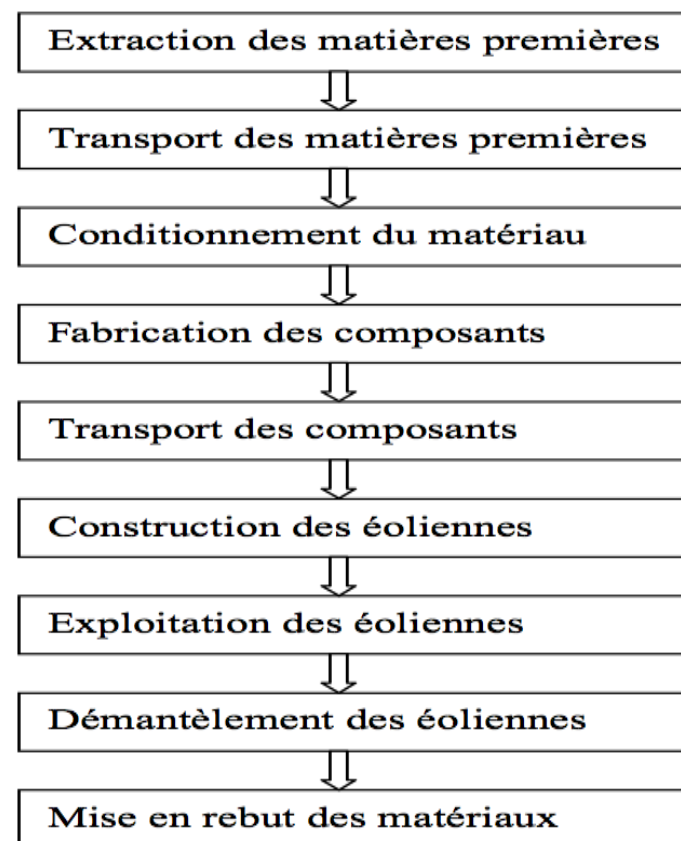 Extraction des matières premières
Transport des matières premières
Conditionnement du matériau
Fabrication des composants
Transport des composants
Construction des éoliennes
Exploitation des éoliennes
Démantèlement des éoliennes
Mise en rebut des matériaux